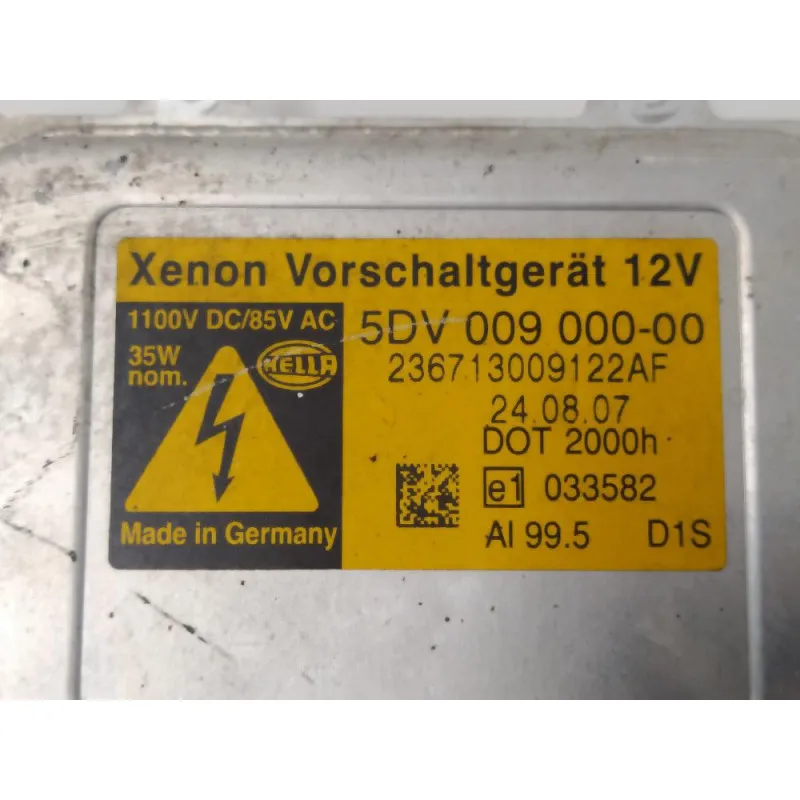 Xenon Vorschaltgerät 12V
1100V DC/85V AC
35W
nom.
HELLA
Made in Germany
5DV 009 000-00
236713009122AF
24.08.07
DOT 2000h
e1 033582
Al 99.5 D1S